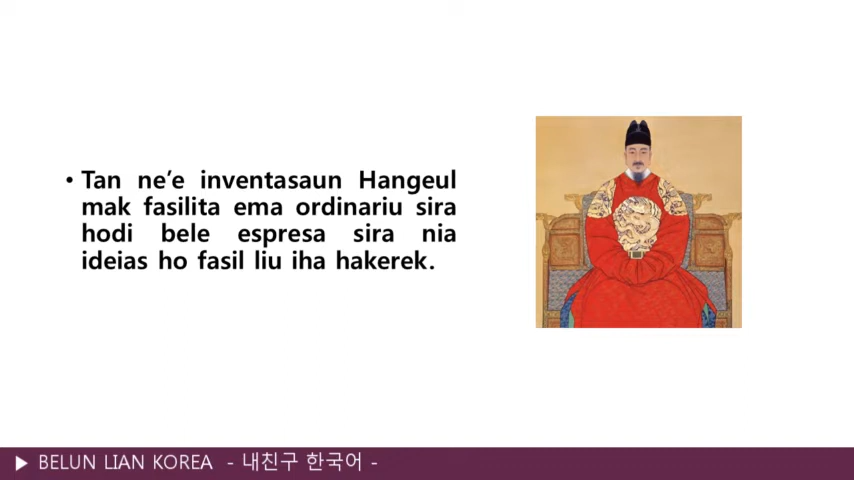 • Tan ne’e inventasaun Hangeul
mak fasilita ema ordinariu sira
hodi bele espresa sira nia
ideias ho fasil liu iha hakerek.
▶ BELUN LIAN KOREA - 내친구 한국어 -